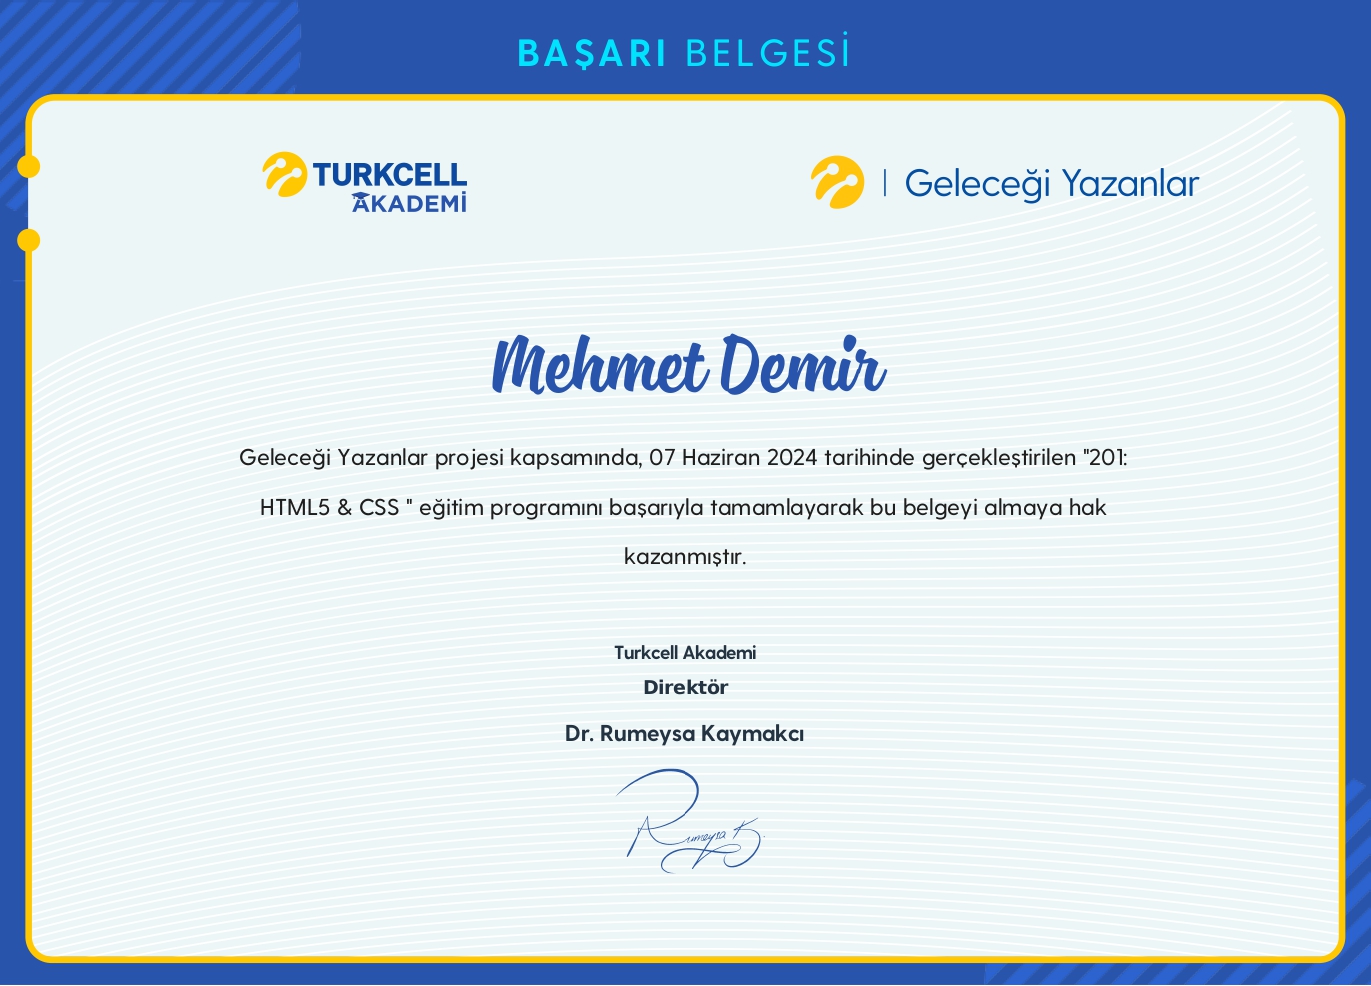 BAŞARI BELGESİ
TURKCELL
AKADEMİ
Geleceği Yazanlar
Mehmet Demir
Geleceği Yazanlar projesi kapsamında, 07 Haziran 2024 tarihinde gerçekleştirilen "201:
HTML5 & CSS " eğitim programını başarıyla tamamlayarak bu belgeyi almaya hak
kazanmıştır.
Turkcell Akademi
Direktör
Dr. Rumeysa Kaymakcı
Rumeysa K